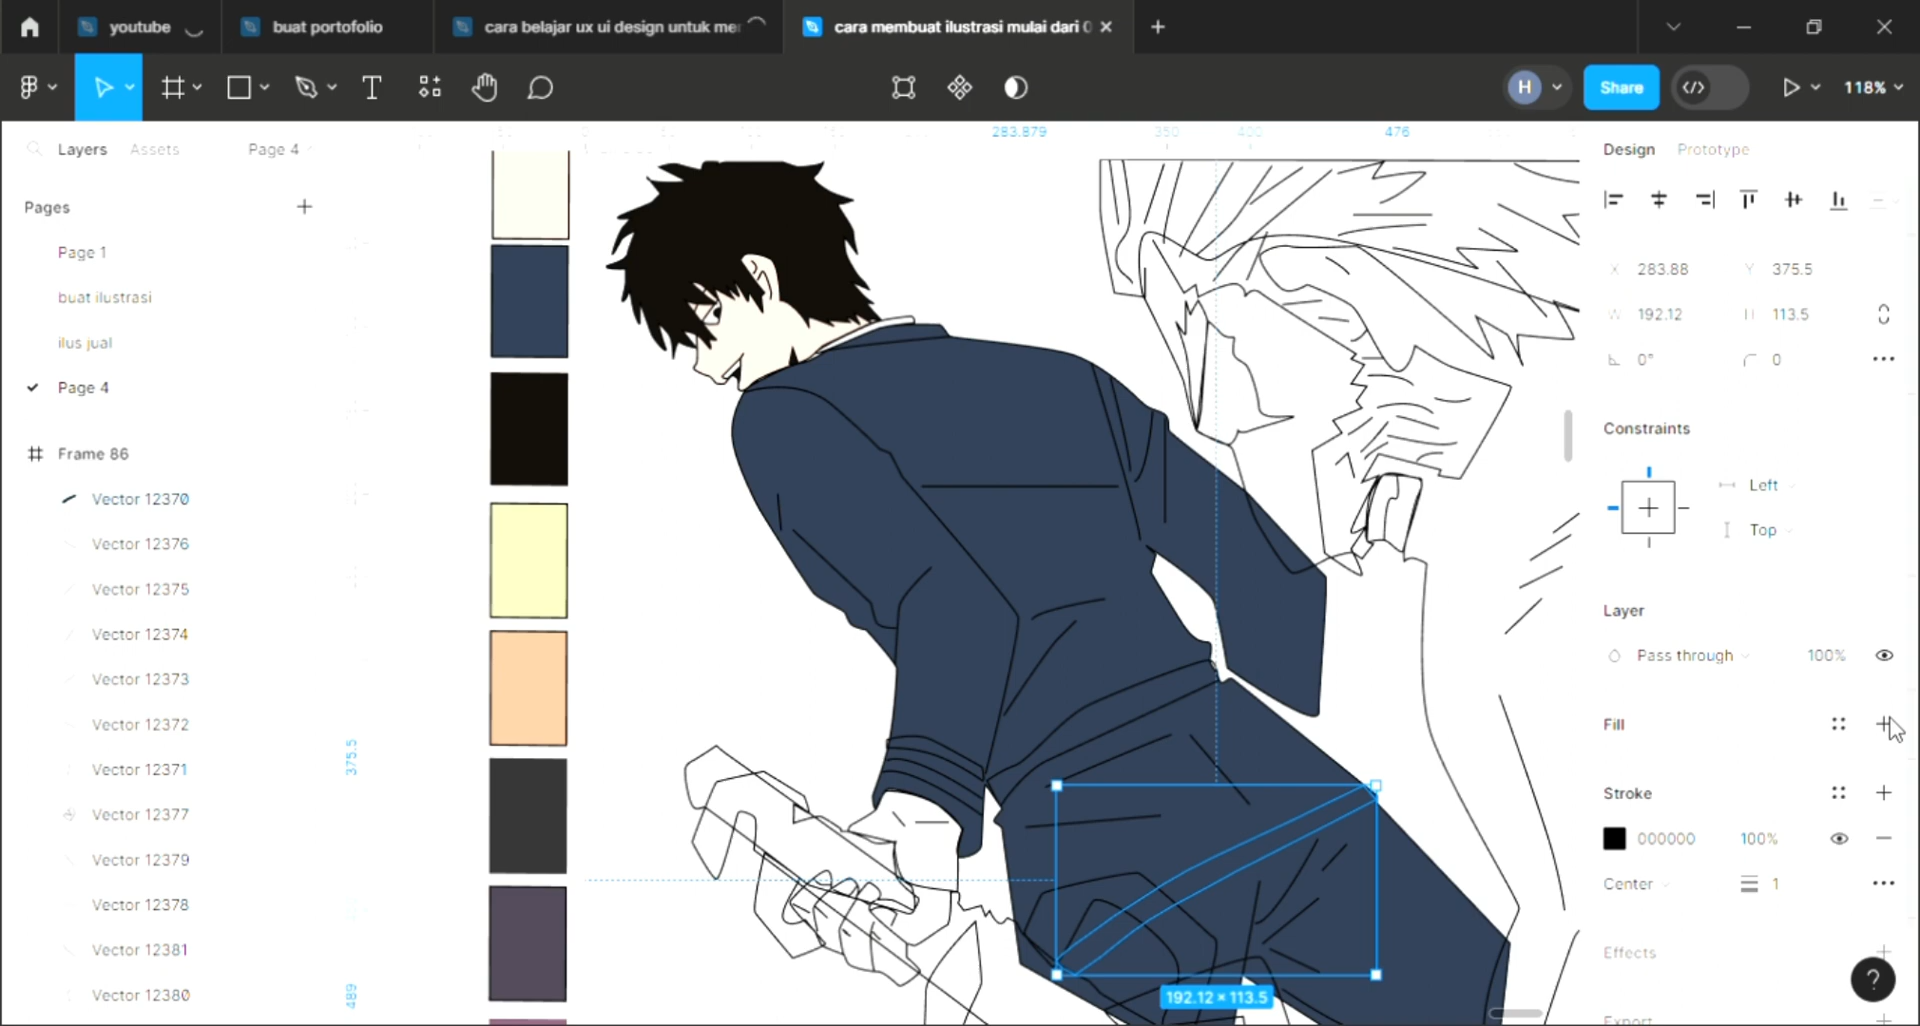 youtube
buat portofolio
cara belajar ux ui design untuk me
cara membuat ilustrasi mulai dari 0
H
Share
118%
Layers
Assets
Page 4
283.879
350
400
476
Design
Prototype
Pages
Page 1
buat ilustrasi
ilus jual
Page 4
Frame 86
Vector 12370
Vector 12376
Vector 12375
Vector 12374
Vector 12373
Vector 12372
Vector 12371
Vector 12377
Vector 12379
Vector 12378
Vector 12381
Vector 12380
375.5
489
192.12 × 113.5
X 283.88
Y 375.5
W 192.12
H 113.5
0°
0
Constraints
Left
Top
Layer
Pass through
100%
Fill
Stroke
000000
100%
Center
1
Effects
Export
?